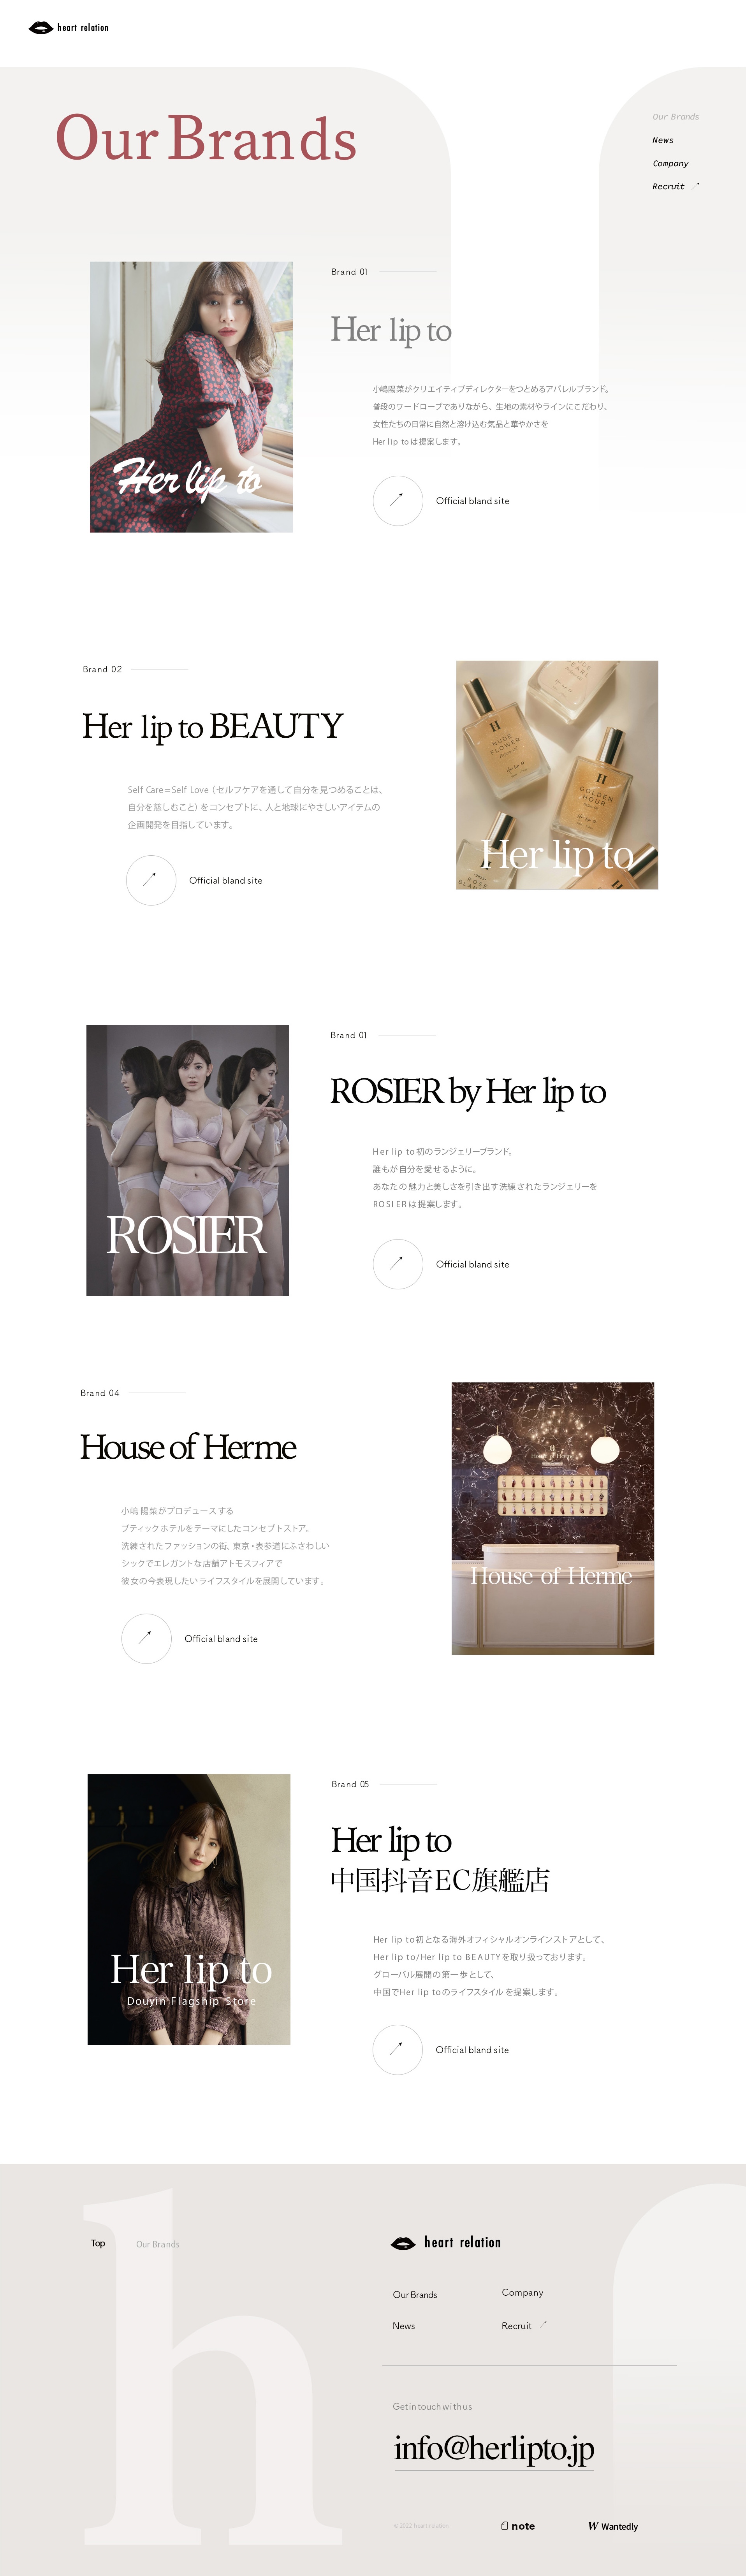 heart relation
Our Brands
Our Brands
News
Company
Recruit
Brand 01
Her lip to
小嶋陽菜がクリエイティブディレクターをつとめるアパレルブランド。
普段のワードローブでありながら、生地の素材やラインにこだわり、
女性たちの日常に自然と溶け込む気品と華やかさを
Her lip to は提案します。
Official bland site
Her lip to
Brand 02
Her lip to BEAUTY
Self Care=Self Love（セルフケアを通して自分を見つめることは、
自分を慈しむこと）をコンセプトに、人と地球にやさしいアイテムの
企画開発を目指しています。
Official bland site
NUDE
FLOWER
H
GOLDEN
HOUR
Her lip to
Brand 01
ROSIER by Her lip to
Her lip to初のランジェリーブランド。
誰もが自分を愛せるように。
あなたの魅力と美しさを引き出す洗練されたランジェリーを
ROSIERは提案します。
Official bland site
ROSIER
Brand 04
House of Herme
小嶋陽菜がプロデュースする
ブティックホテルをテーマにしたコンセプトストア。
洗練されたファッションの街、東京・表参道にふさわしい
シックでエレガントな店舗アトモスフィアで
彼女の今表現したいライフスタイルを展開しています。
Official bland site
House of Herme
Brand 05
Her lip to
中国抖音EC旗艦店
Her lip to初となる海外オフィシャルオンラインストアとして、
Her lip to/Her lip to BEAUTYを取り扱っております。
グローバル展開の第一歩として、
中国でHer lip toのライフスタイルを提案します。
Official bland site
Her lip to
Douyin Flagship Store
h
Top
Our Brands
heart relation
Our Brands
Company
News
Recruit
Get in touch with us
info@herlipto.jp
© 2022 heart relation
note
Wantedly